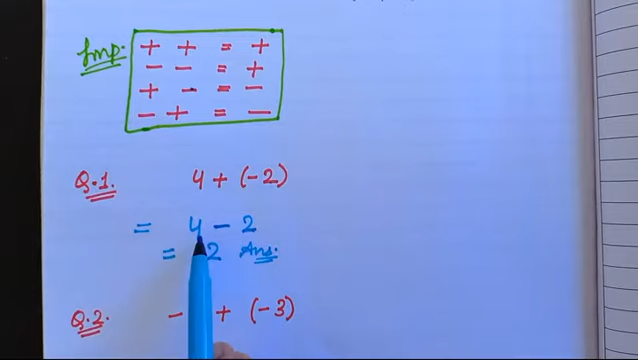 Imp. + + = +
- - = +
+ - = -
- + = -
Q.1. 4 + (-2)
= 4 - 2
= 2 Ans.
Q.2. - + (-3)